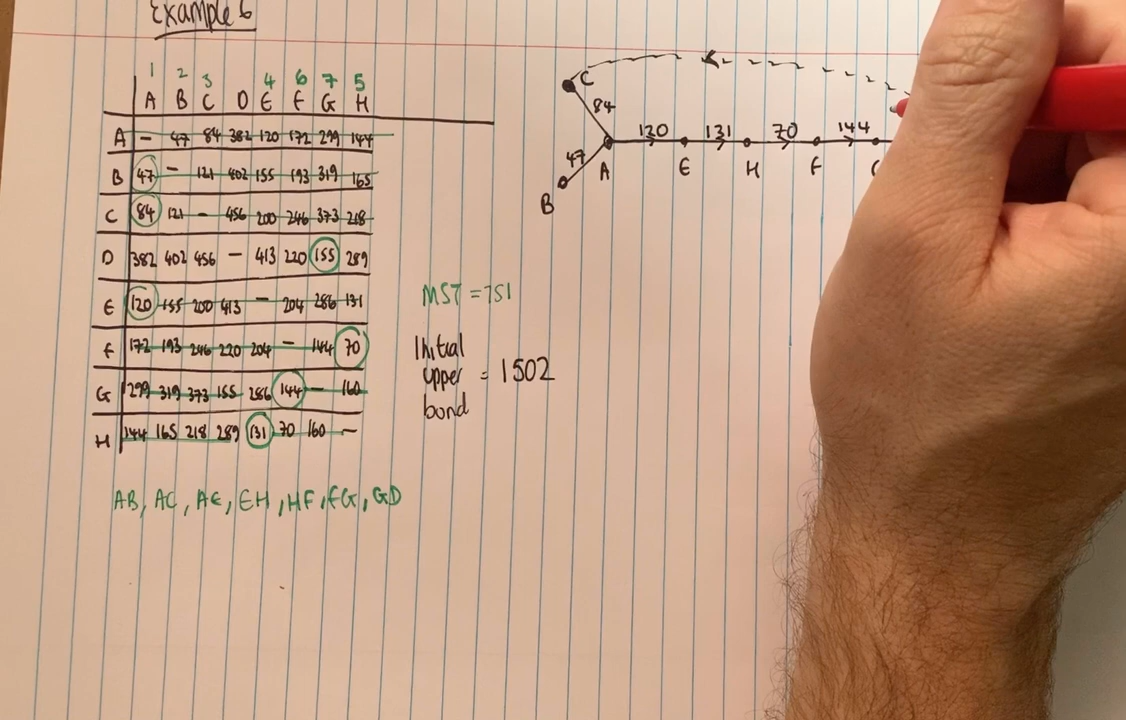 Example 6
1 2 3 4 6 7 5
A B C D E F G H
A - 47 84 382 120 172 299 144
B 47 - 121 402 155 193 319 165
C 84 121 - 456 200 246 373 218
D 382 402 456 - 413 220 155 289
E 120 155 200 413 - 204 286 131
F 172 193 246 220 204 - 144 70
G 299 319 373 155 286 144 - 160
H 144 165 218 289 131 70 160 -
AB, AC, AE, EH, HF, FG, GD
MST = 751
Initial
upper = 1502
bond
C
84
120 131 70 144
47
A E H F
B